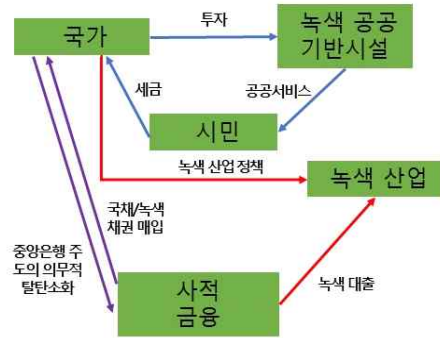 국가
투자
녹색 공공
기반시설
세금
공공서비스
시민
녹색 산업 정책
녹색 산업
국채/녹색
채권 매입
중앙은행 주
도의 의무적
탈탄소화
사적
금융
녹색 대출